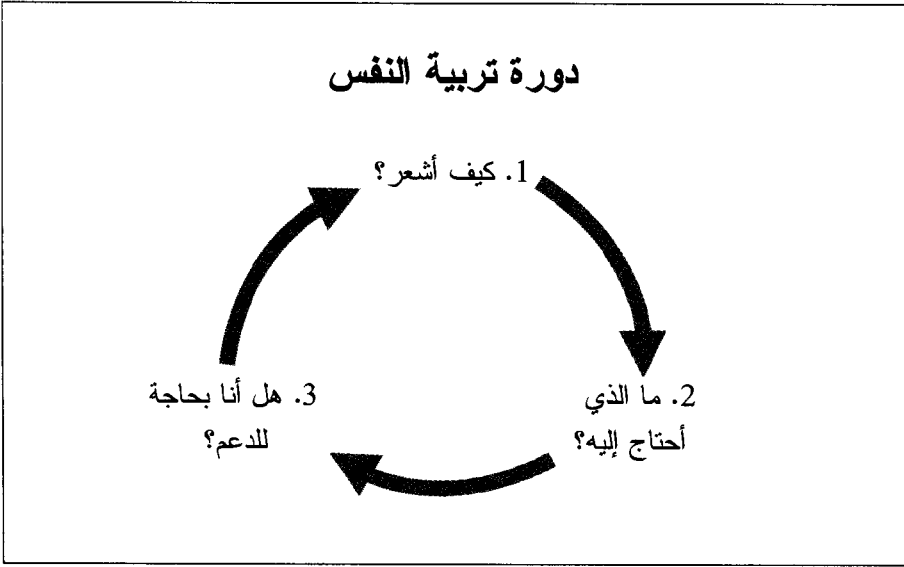 دورة تربية النفس
1. كيف أشعر؟
2. ما الذي
أحتاج إليه؟
3. هل أنا بحاجة
للدعم؟